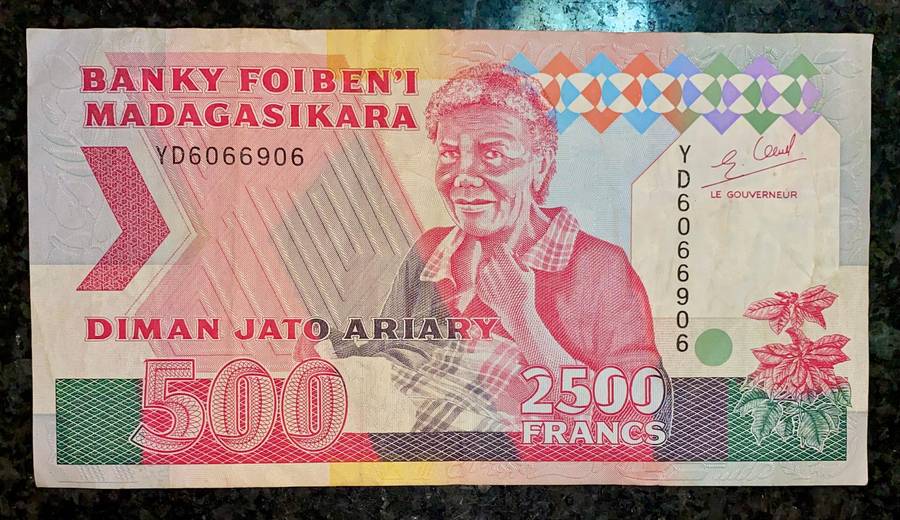 BANKY FOIBEN'I
MADAGASIKARA
YD6066906
LE GOUVERNEUR
YD6066906
DIMAN JATO ARIARY
500
2500
FRANCS